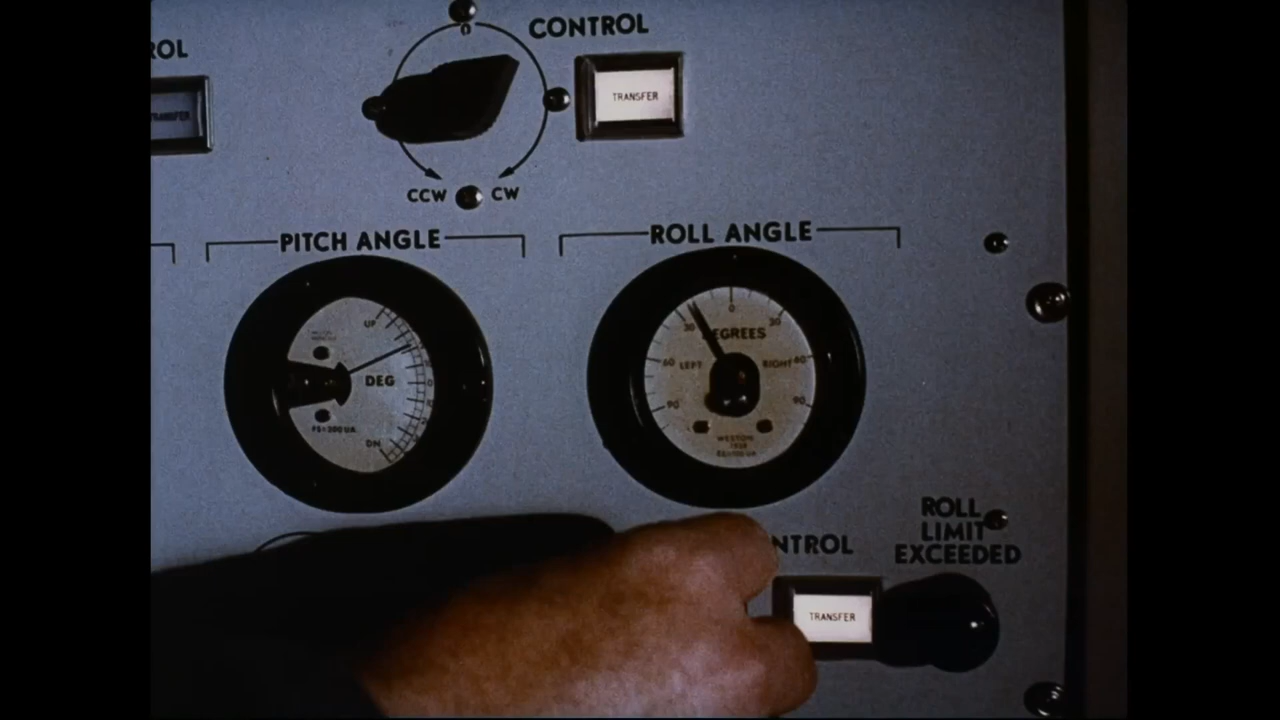 ROL
CONTROL
0
TRANSFER
TRANSFER
CCW
CW
PITCH ANGLE
ROLL ANGLE
UP
DEG
0
FS=200 UA
DN
0
30
30
DEGREES
60
LEFT
RIGHT
60
90
90
WESTON
NTROL
TRANSFER
ROLL
LIMIT
EXCEEDED